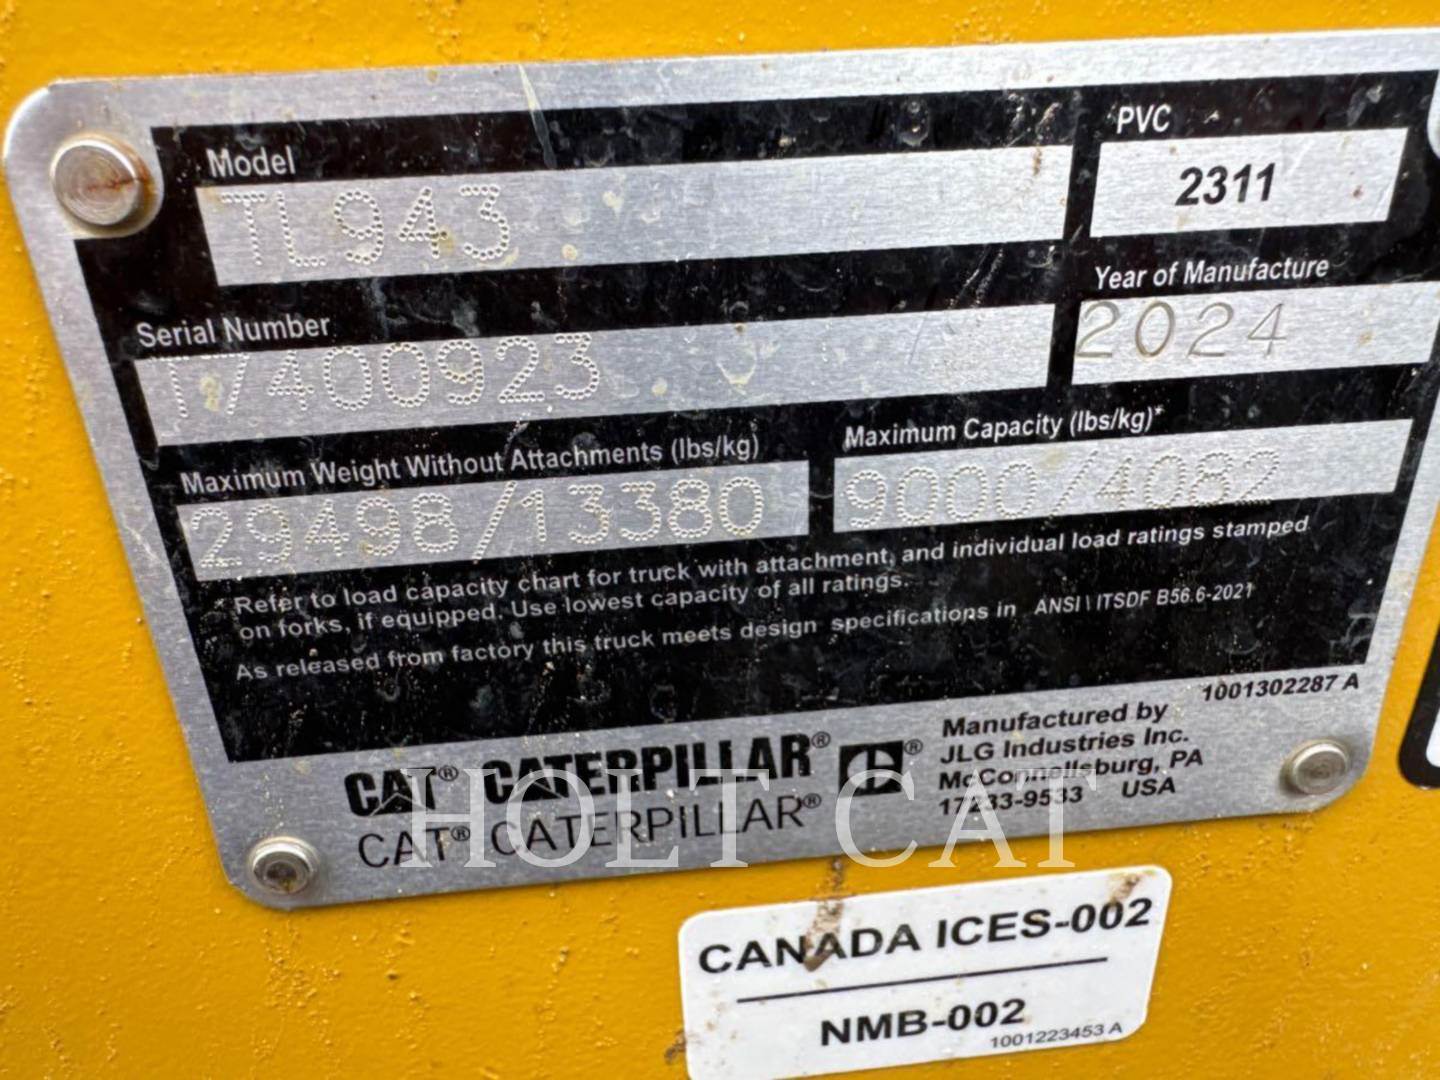 Model
TL943
PVC
2311
Serial Number
T7400923
Year of Manufacture
2024
Maximum Weight Without Attachments (lbs/kg)
29498/13380
Maximum Capacity (lbs/kg)*
9000/4082
* Refer to load capacity chart for truck with attachment, and individual load ratings stamped
on forks, if equipped. Use lowest capacity of all ratings.
As released from factory this truck meets design specifications in ANSI \ ITSDF B56.6-2021
1001302287 A
CAT® CATERPILLAR® ®
CAT® CATERPILLAR®
Manufactured by
JLG Industries Inc.
McConnellsburg, PA
17233-9533 USA
HOLT CAT
CANADA ICES-002
NMB-002
1001223453 A